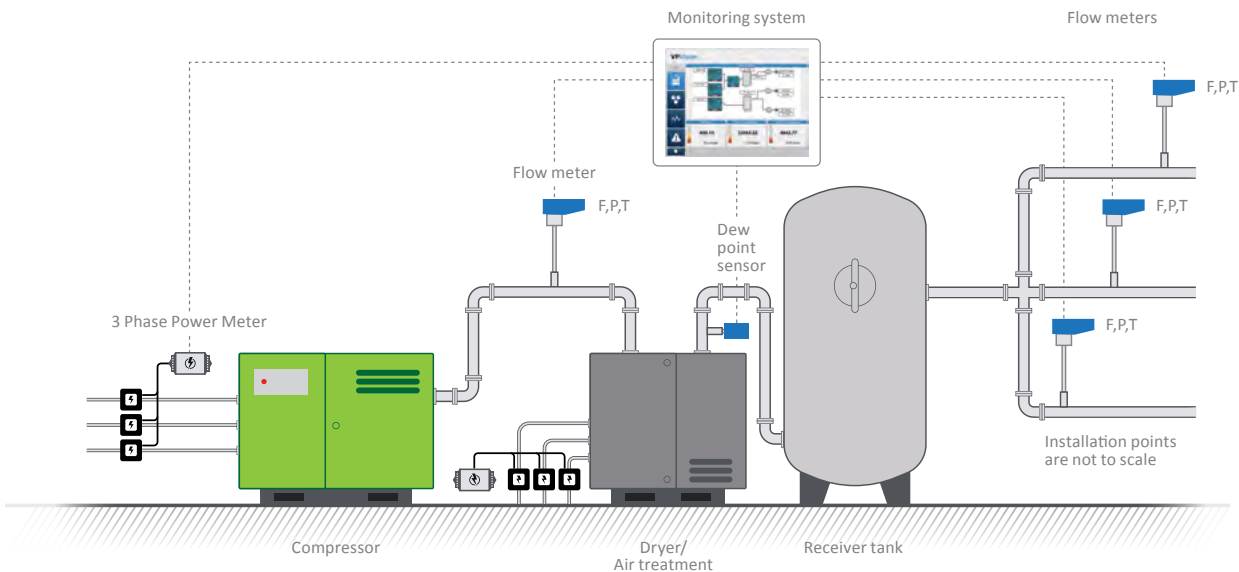 Monitoring system
Flow meters
F,P,T
Flow meter
F,P,T
F,P,T
Dew
point
sensor
3 Phase Power Meter
F,P,T
Installation points
are not to scale
Compressor
Dryer/
Air treatment
Receiver tank